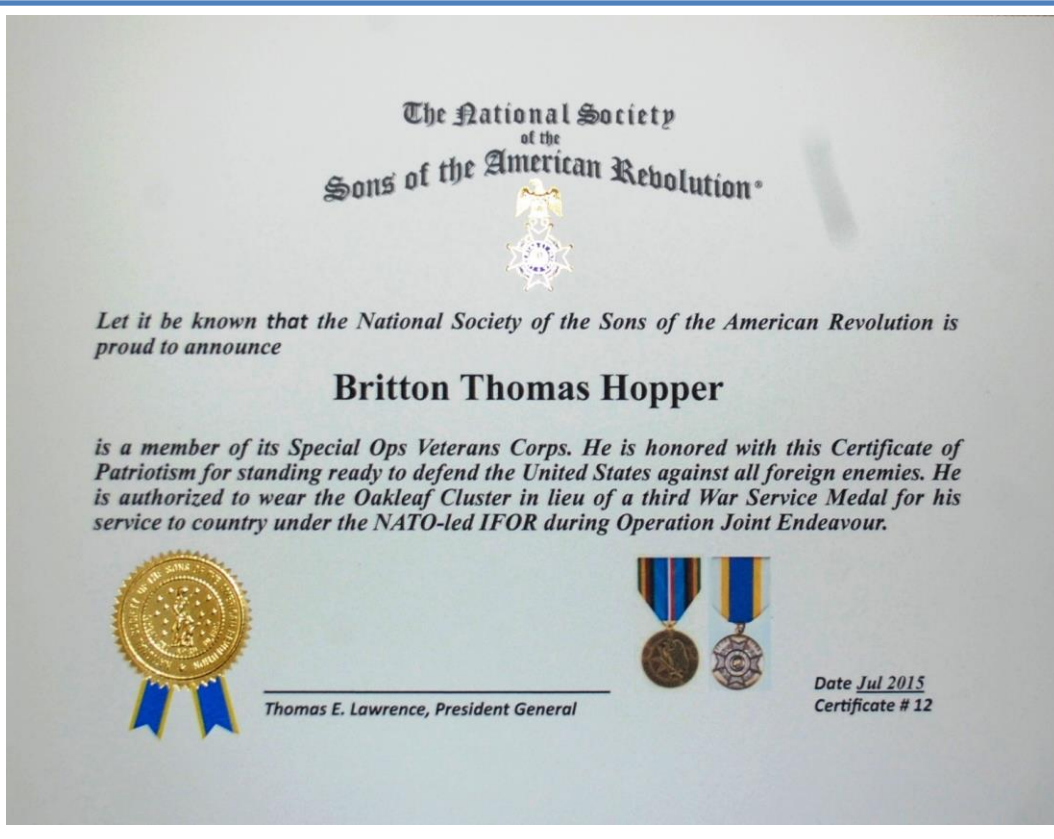 The National Society
of the
Sons of the American Revolution®
Let it be known that the National Society of the Sons of the American Revolution is
proud to announce
Britton Thomas Hopper
is a member of its Special Ops Veterans Corps. He is honored with this Certificate of
Patriotism for standing ready to defend the United States against all foreign enemies. He
is authorized to wear the Oakleaf Cluster in lieu of a third War Service Medal for his
service to country under the NATO-led IFOR during Operation Joint Endeavour.
Thomas E. Lawrence, President General
Date Jul 2015
Certificate # 12